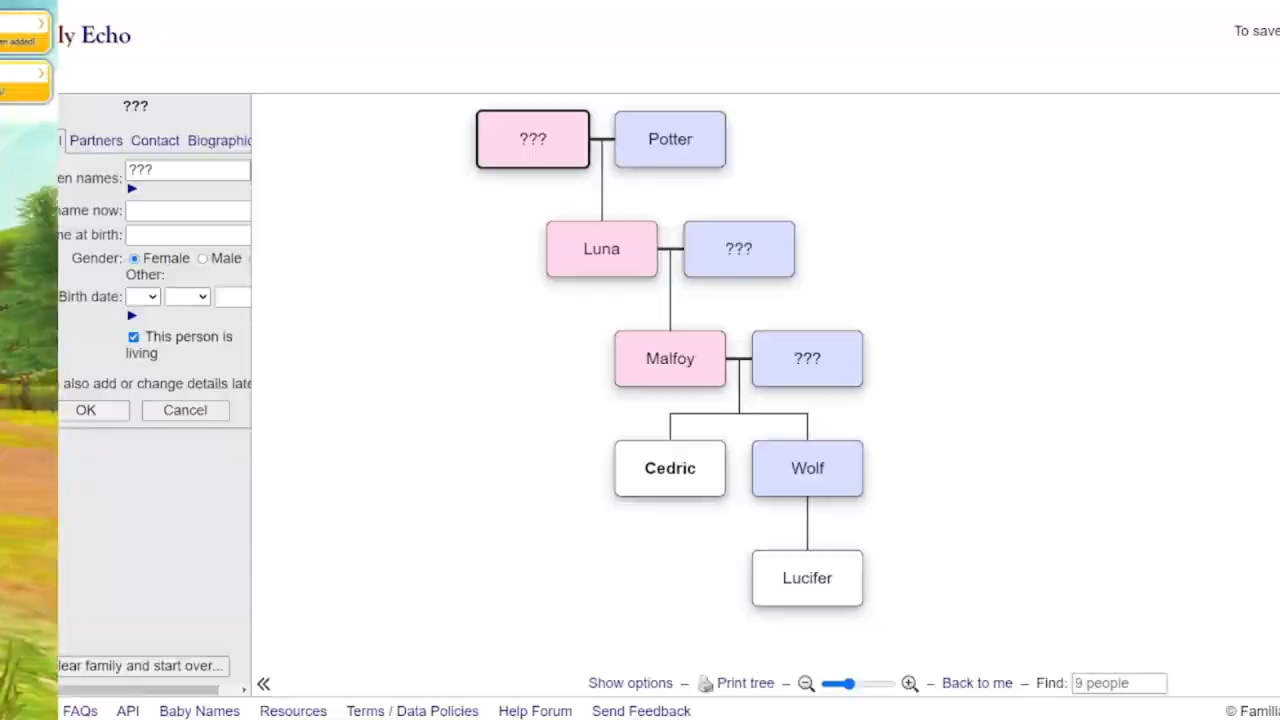 en added!
ly Echo
To save
???
l Partners Contact Biographic
en names: ???
name now:
ne at birth:
Gender: Female Male
Other:
Birth date:
This person is
living
also add or change details late
OK Cancel
lear family and start over...
??? Potter
Luna ???
Malfoy ???
Cedric Wolf
Lucifer
Show options – Print tree – – Back to me – Find: 9 people
FAQs API Baby Names Resources Terms / Data Policies Help Forum Send Feedback
© Famili